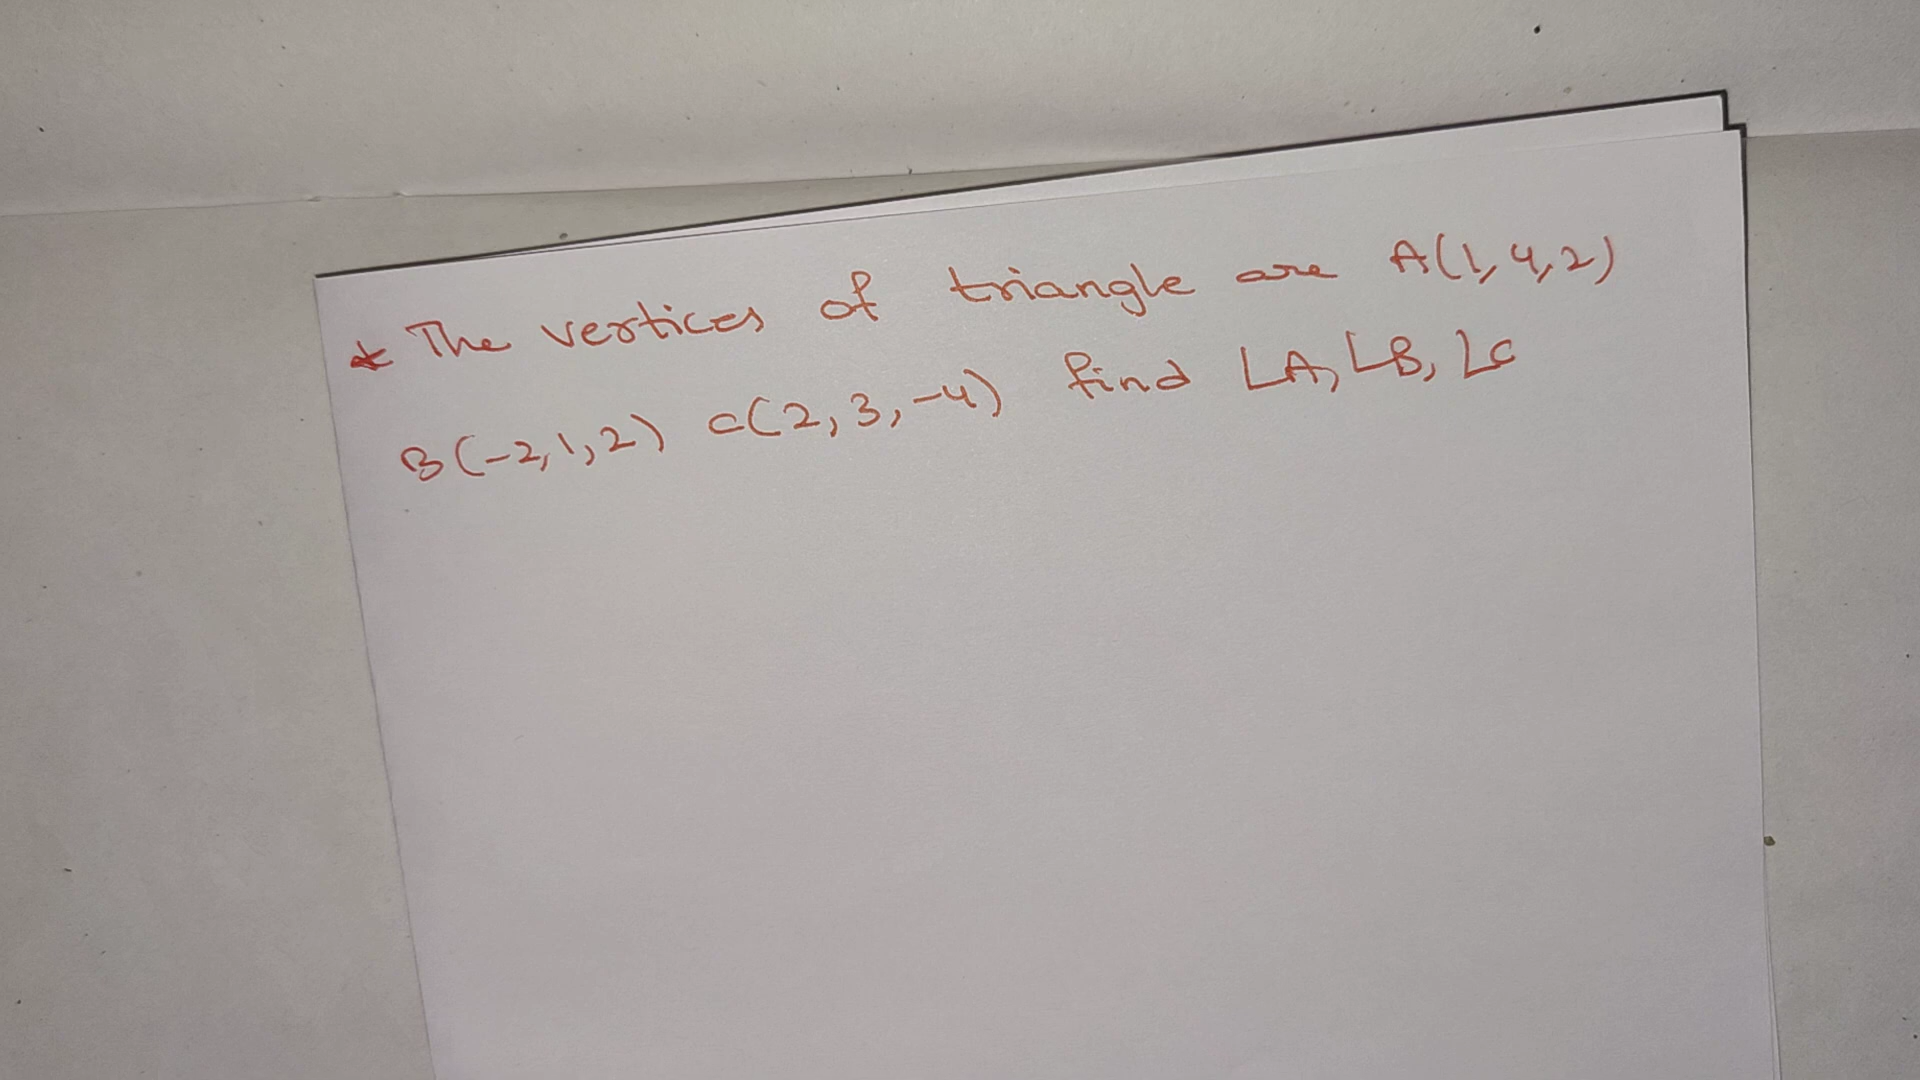 * The vertices of triangle are A(1,4,2)
B(-2,1,2) C(2,3,-4) find ∠A, ∠B, ∠C